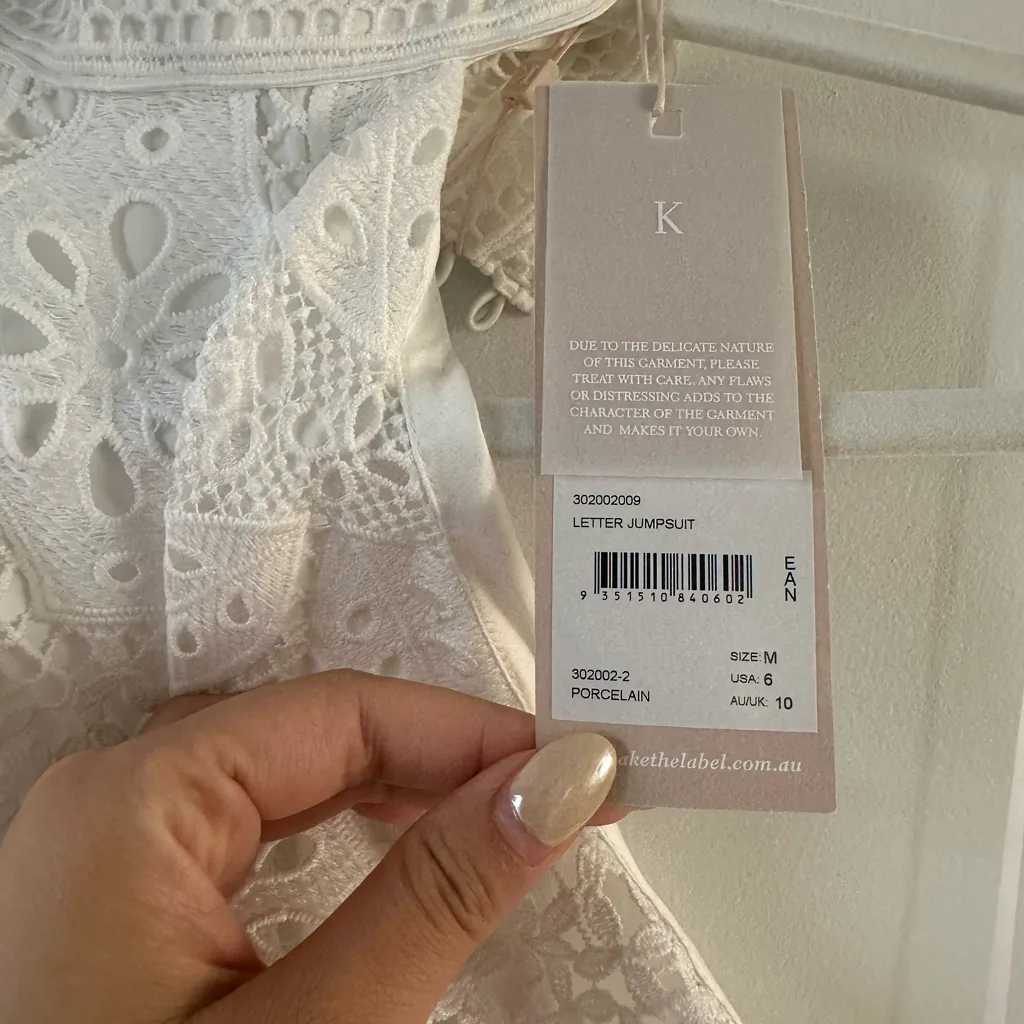 K
DUE TO THE DELICATE NATURE
OF THIS GARMENT, PLEASE
TREAT WITH CARE. ANY FLAWS
OR DISTRESSING ADDS TO THE
CHARACTER OF THE GARMENT
AND MAKES IT YOUR OWN.
302002009
LETTER JUMPSUIT
9 351510 840602
EAN
302002-2
PORCELAIN
SIZE: M
USA: 6
AU/UK: 10
akethelabel.com.au